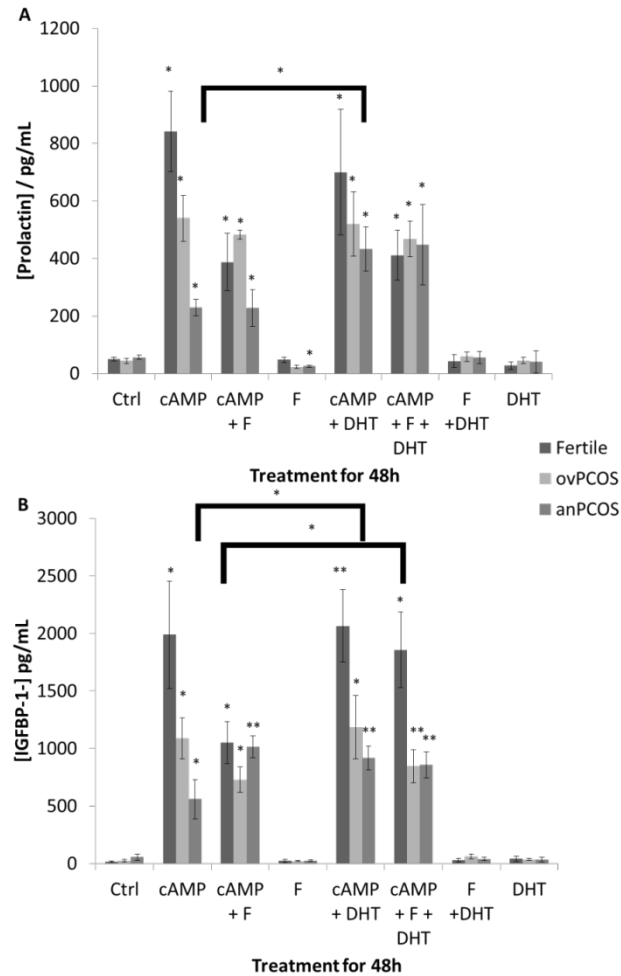 A
[Prolactin] / pg/mL
1200
1000
800
600
400
200
0
*
*
*
*
*
*
*
*
*
*
*
*
*
*
Ctrl cAMP cAMP F cAMP cAMP F DHT
+ F + DHT + F + +DHT
DHT
Treatment for 48h
Fertile
ovPCOS
anPCOS
B
[IGFBP-1-] pg/mL
3000
2500
2000
1500
1000
500
0
*
*
*
*
*
*
*
**
**
*
**
*
**
**
Ctrl cAMP cAMP F cAMP cAMP F DHT
+ F + DHT + F + +DHT
DHT
Treatment for 48h